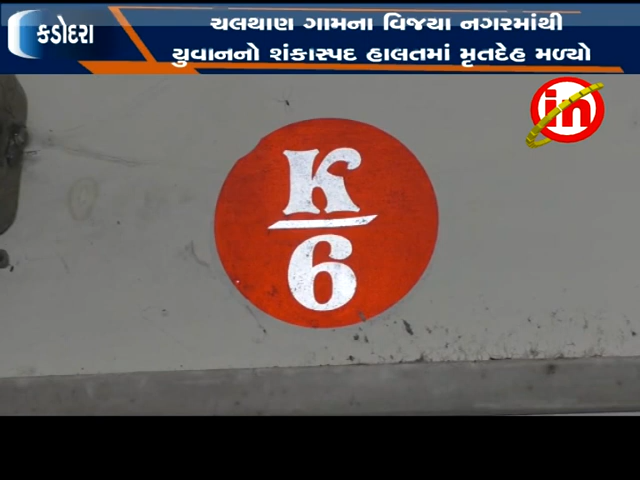 કડોદરા
ચલથાણ ગામના વિજયા નગરમાંથી
યુવાનનો શંકાસ્પદ હાલતમાં મૃતદેહ મળ્યો
in
K
6